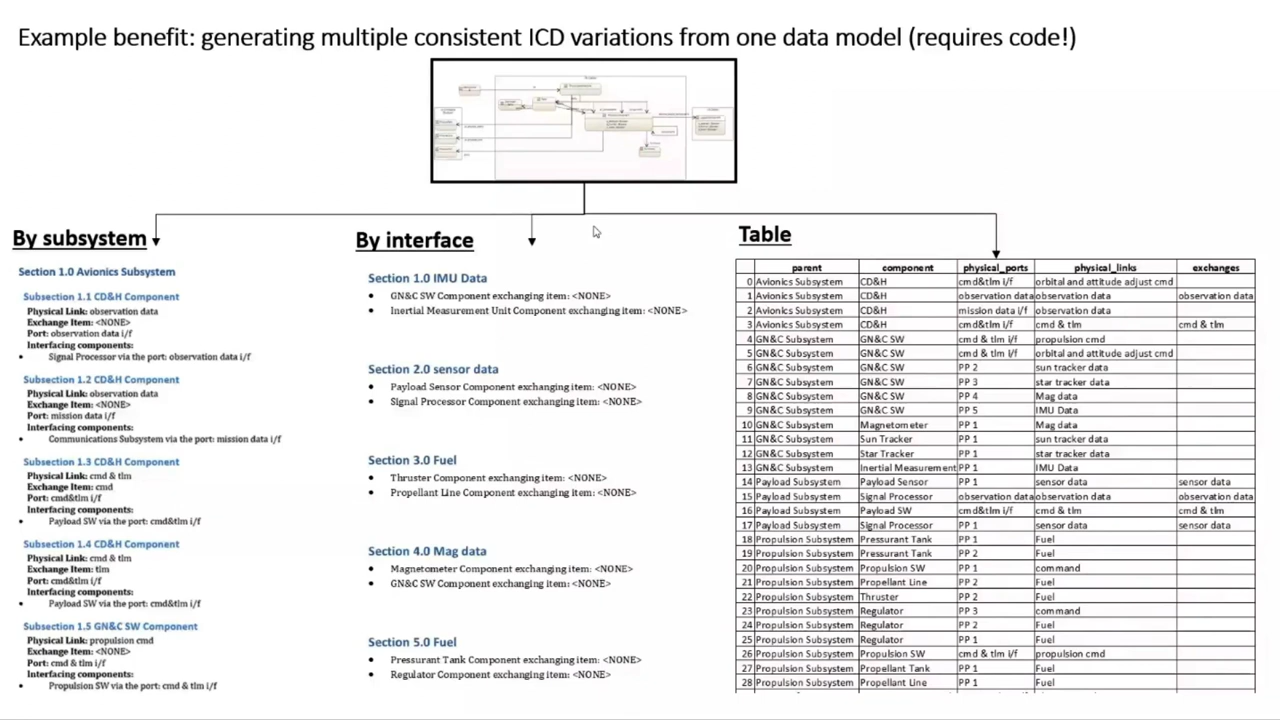 Example benefit: generating multiple consistent ICD variations from one data model (requires code!)
By subsystem
Section 1.0 Avionics Subsystem
Subsection 1.1 CD&H Component
Physical Link: observation data
Exchange Item: <NONE>
Port: observation data i/f
Interfacing components:
• Signal Processor via the port: observation data i/f
Subsection 1.2 CD&H Component
Physical Link: observation data
Exchange Item: <NONE>
Port: mission data i/f
Interfacing components:
• Communications Subsystem via the port: mission data i/f
Subsection 1.3 CD&H Component
Physical Link: cmd & tlm
Exchange Item: cmd
Port: cmd&tlm i/f
Interfacing components:
• Payload SW via the port: cmd&tlm i/f
Subsection 1.4 CD&H Component
Physical Link: cmd & tlm
Exchange Item: tlm
Port: cmd&tlm i/f
Interfacing components:
• Payload SW via the port: cmd&tlm i/f
Subsection 1.5 GN&C SW Component
Physical Link: propulsion cmd
Exchange Item: <NONE>
Port: cmd & tlm i/f
Interfacing components:
• Propulsion SW via the port: cmd & tlm i/f
By interface
Section 1.0 IMU Data
• GN&C SW Component exchanging item: <NONE>
• Inertial Measurement Unit Component exchanging item: <NONE>
Section 2.0 sensor data
• Payload Sensor Component exchanging item: <NONE>
• Signal Processor Component exchanging item: <NONE>
Section 3.0 Fuel
• Thruster Component exchanging item: <NONE>
• Propellant Line Component exchanging item: <NONE>
Section 4.0 Mag data
• Magnetometer Component exchanging item: <NONE>
• GN&C SW Component exchanging item: <NONE>
Section 5.0 Fuel
• Pressurant Tank Component exchanging item: <NONE>
• Regulator Component exchanging item: <NONE>
Table
parent component physical_ports physical_links exchanges
0 Avionics Subsystem CD&H cmd&tlm i/f orbital and attitude adjust cmd
1 Avionics Subsystem CD&H observation data observation data observation data
2 Avionics Subsystem CD&H mission data i/f observation data
3 Avionics Subsystem CD&H cmd&tlm i/f cmd & tlm cmd & tlm
4 GN&C Subsystem GN&C SW cmd & tlm i/f propulsion cmd
5 GN&C Subsystem GN&C SW cmd & tlm i/f orbital and attitude adjust cmd
6 GN&C Subsystem GN&C SW PP 2 sun tracker data
7 GN&C Subsystem GN&C SW PP 3 star tracker data
8 GN&C Subsystem GN&C SW PP 4 Mag data
9 GN&C Subsystem GN&C SW PP 5 IMU Data
10 GN&C Subsystem Magnetometer PP 1 Mag data
11 GN&C Subsystem Sun Tracker PP 1 sun tracker data
12 GN&C Subsystem Star Tracker PP 1 star tracker data
13 GN&C Subsystem Inertial Measurement PP 1 IMU Data
14 Payload Subsystem Payload Sensor PP 1 sensor data sensor data
15 Payload Subsystem Signal Processor observation data observation data observation data
16 Payload Subsystem Payload SW cmd&tlm i/f cmd & tlm cmd & tlm
17 Payload Subsystem Signal Processor PP 1 sensor data sensor data
18 Propulsion Subsystem Pressurant Tank PP 1 Fuel
19 Propulsion Subsystem Pressurant Tank PP 2 Fuel
20 Propulsion Subsystem Propulsion SW PP 1 command
21 Propulsion Subsystem Propellant Line PP 2 Fuel
22 Propulsion Subsystem Thruster PP 2 Fuel
23 Propulsion Subsystem Regulator PP 3 command
24 Propulsion Subsystem Regulator PP 2 Fuel
25 Propulsion Subsystem Regulator PP 1 Fuel
26 Propulsion Subsystem Propulsion SW cmd & tlm i/f propulsion cmd
27 Propulsion Subsystem Propellant Tank PP 1 Fuel
28 Propulsion Subsystem Propellant Line PP 1 Fuel